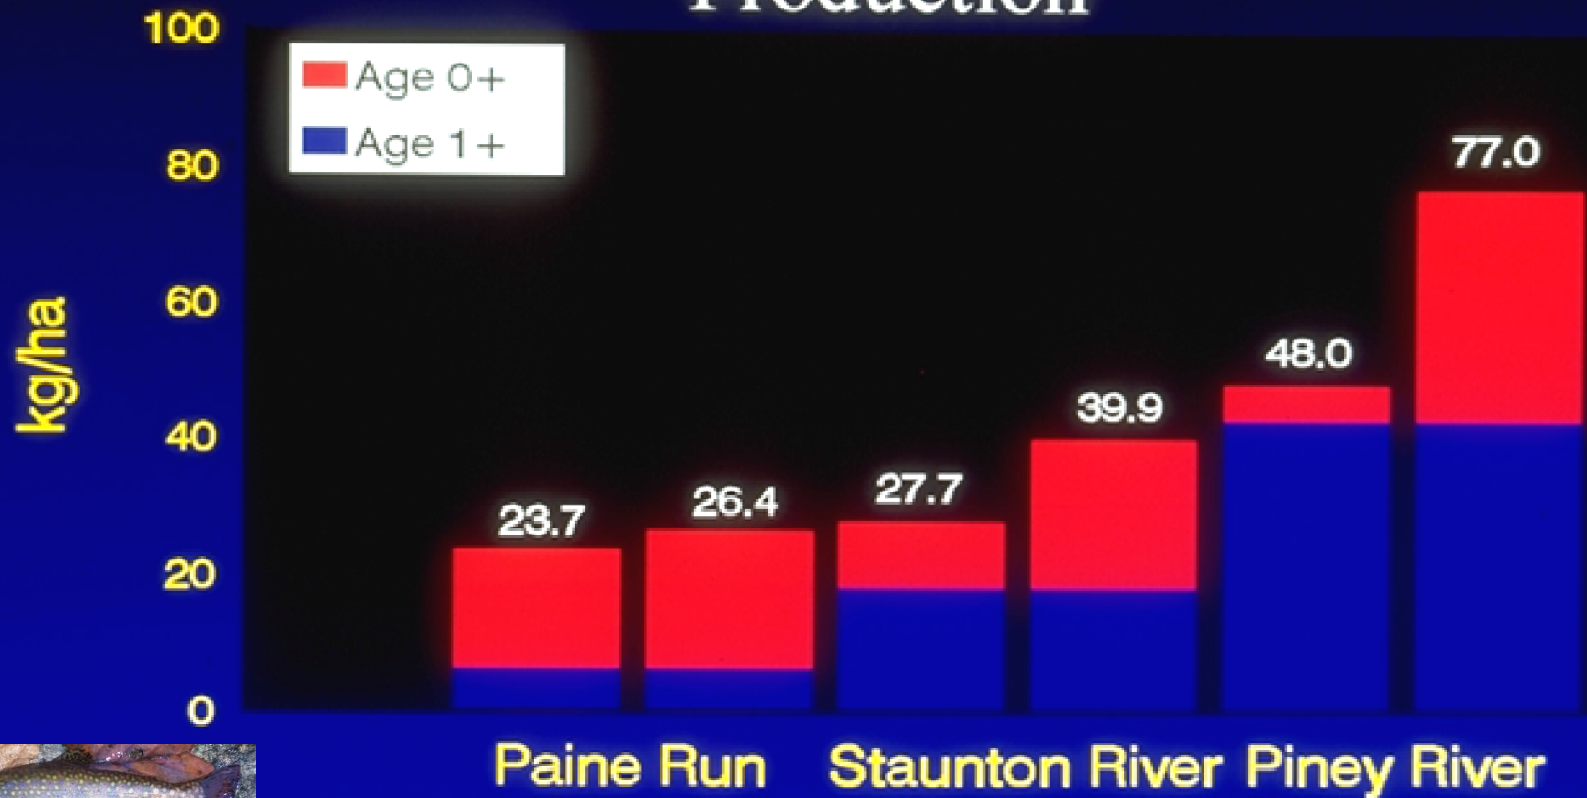 Production
100
Age 0+
Age 1+
80
60
40
20
0
kg/ha
23.7
26.4
27.7
39.9
48.0
77.0
Paine Run
Staunton River
Piney River